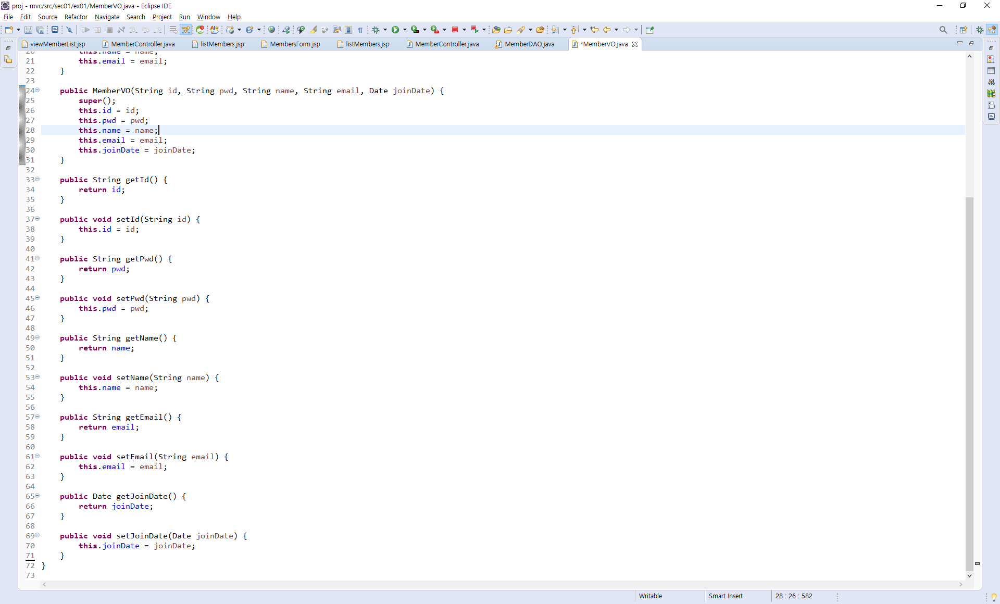 proj - mvc/src/sec01/ex01/MemberVO.java - Eclipse IDE
File Edit Source Refactor Navigate Search Project Run Window Help
viewMemberList.jsp MemberController.java listMembers.jsp MembersForm.jsp listMembers.jsp MemberController.java MemberDAO.java *MemberVO.java
20 this.name = name;
21 this.email = email;
22 }
23
24 public MemberVO(String id, String pwd, String name, String email, Date joinDate) {
25 super();
26 this.id = id;
27 this.pwd = pwd;
28 this.name = name;
29 this.email = email;
30 this.joinDate = joinDate;
31 }
32
33 public String getId() {
34 return id;
35 }
36
37 public void setId(String id) {
38 this.id = id;
39 }
40
41 public String getPwd() {
42 return pwd;
43 }
44
45 public void setPwd(String pwd) {
46 this.pwd = pwd;
47 }
48
49 public String getName() {
50 return name;
51 }
52
53 public void setName(String name) {
54 this.name = name;
55 }
56
57 public String getEmail() {
58 return email;
59 }
60
61 public void setEmail(String email) {
62 this.email = email;
63 }
64
65 public Date getJoinDate() {
66 return joinDate;
67 }
68
69 public void setJoinDate(Date joinDate) {
70 this.joinDate = joinDate;
71 }
72 }
73
Writable Smart Insert 28 : 26 : 582